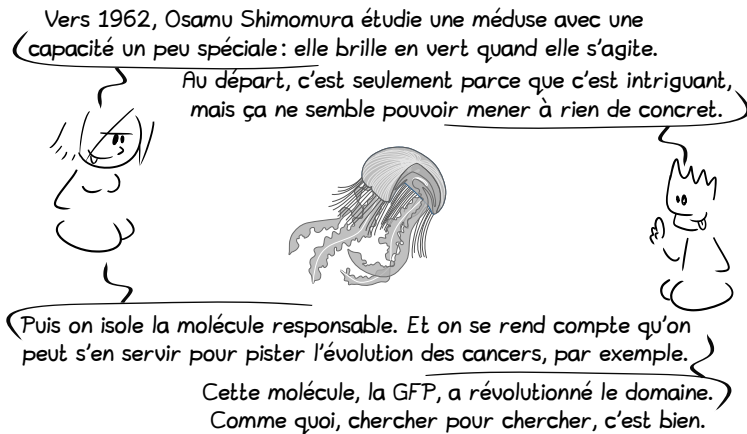 Vers 1962, Osamu Shimomura étudie une méduse avec une
capacité un peu spéciale : elle brille en vert quand elle s'agite.
Au départ, c'est seulement parce que c'est intriguant,
mais ça ne semble pouvoir mener à rien de concret.
Puis on isole la molécule responsable. Et on se rend compte qu'on
peut s'en servir pour pister l'évolution des cancers, par exemple.
Cette molécule, la GFP, a révolutionné le domaine.
Comme quoi, chercher pour chercher, c'est bien.